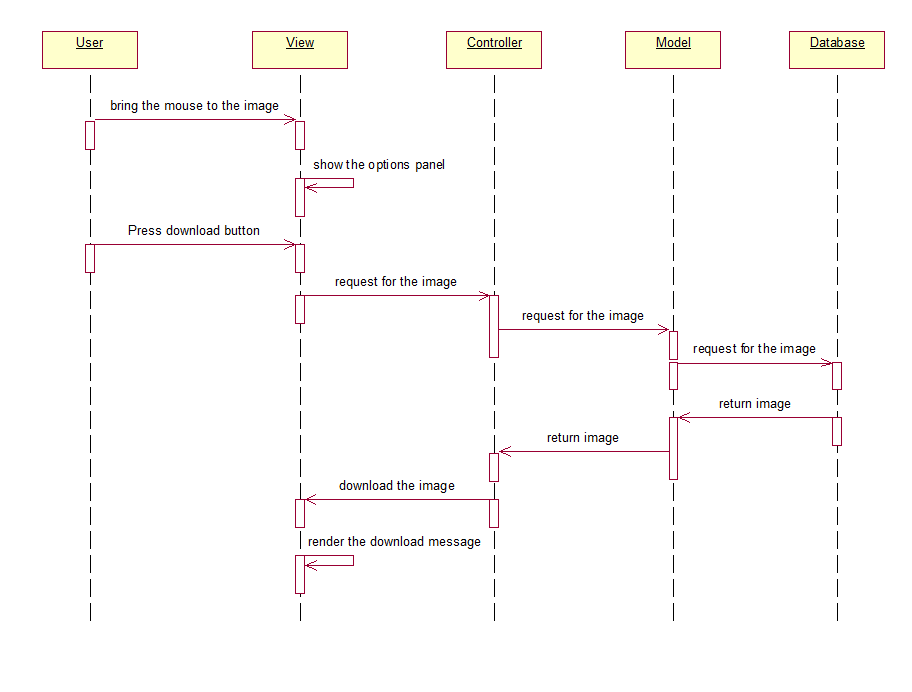 User
View
Controller
Model
Database
bring the mouse to the image
show the options panel
Press download button
request for the image
request for the image
request for the image
return image
return image
download the image
render the download message